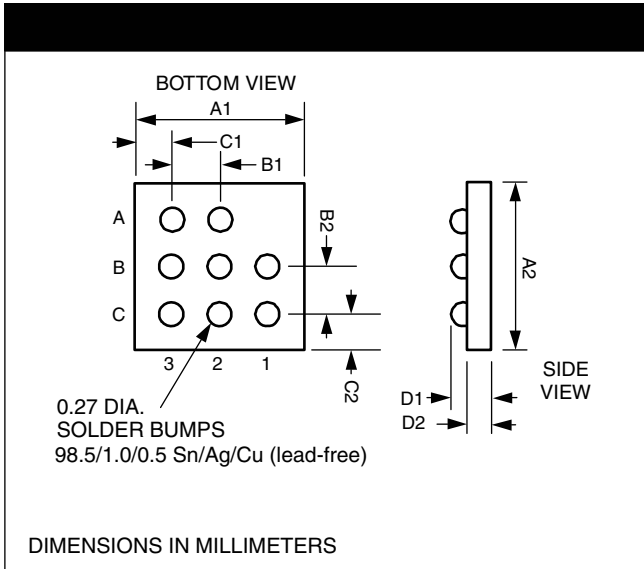 BOTTOM VIEW
A1
C1
B1
A
B2
B
A2
C
3 2 1
C2
SIDE
VIEW
D1
D2
0.27 DIA.
SOLDER BUMPS
98.5/1.0/0.5 Sn/Ag/Cu (lead-free)
DIMENSIONS IN MILLIMETERS